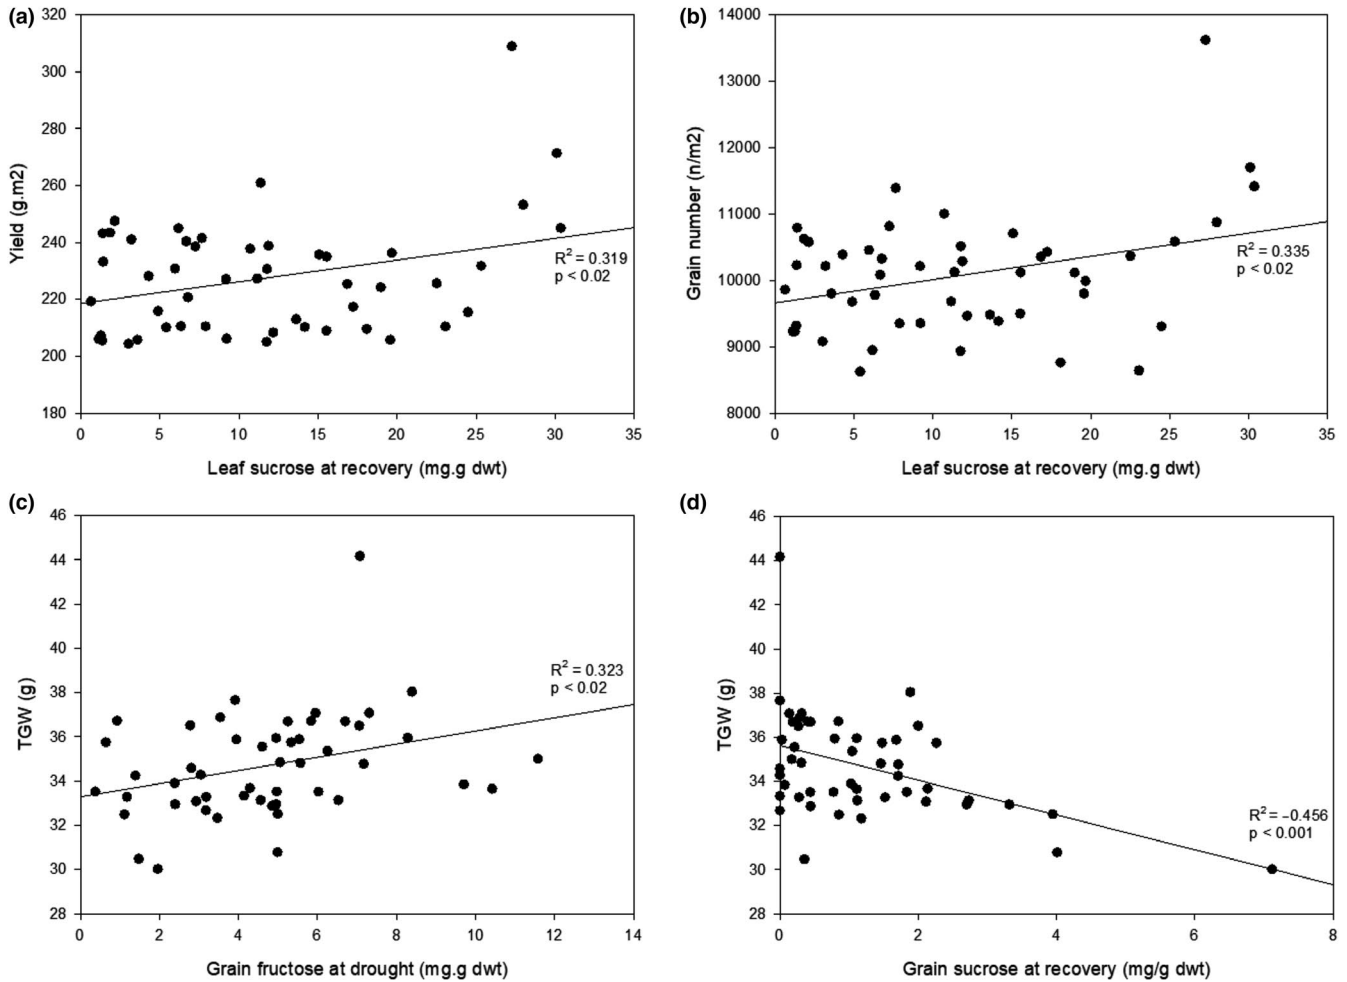 (a)
320
300
280
260
240
220
200
180
Yield (g.m2)
R² = 0.319
p < 0.02
0 5 10 15 20 25 30 35
Leaf sucrose at recovery (mg.g dwt)
(b)
14000
13000
12000
11000
10000
9000
8000
Grain number (n/m2)
R² = 0.335
p < 0.02
0 5 10 15 20 25 30 35
Leaf sucrose at recovery (mg.g dwt)
(c)
46
44
42
40
38
36
34
32
30
28
TGW (g)
R² = 0.323
p < 0.02
0 2 4 6 8 10 12 14
Grain fructose at drought (mg.g dwt)
(d)
46
44
42
40
38
36
34
32
30
28
TGW (g)
R² = −0.456
p < 0.001
0 2 4 6 8
Grain sucrose at recovery (mg/g dwt)